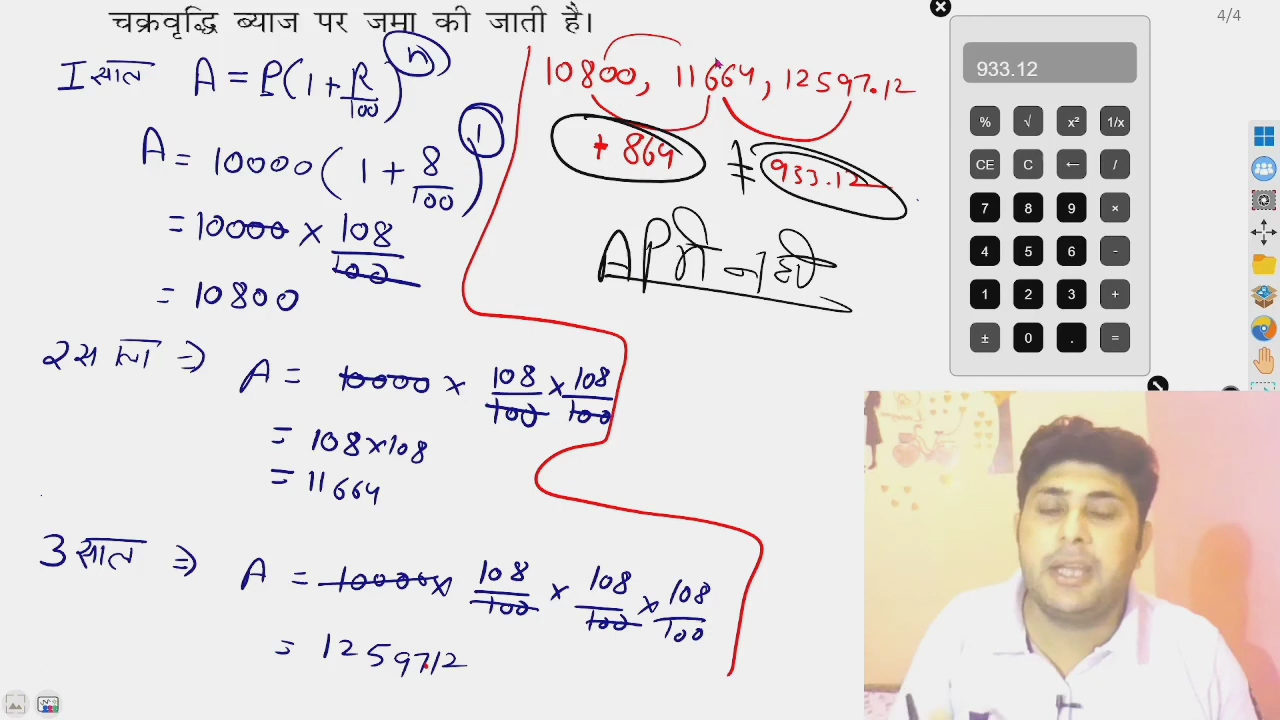 चक्रवृद्धि ब्याज पर जमा की जाती है।
4/4
I साल A = P(1+R/100)^n
A = 10000(1+8/100)^1
= 10000 × 108/100
= 10800
2 साल ⇒ A = 10000 × 108/100 × 108/100
= 108×108
= 11664
3 साल ⇒ A = 10000 × 108/100 × 108/100 × 108/100
= 12597.12
10800, 11664, 12597.12
+ 864 ≠ 933.12
AP में नही
933.12
% √ x² 1/x
CE C ← /
7 8 9 ×
4 5 6 -
1 2 3 +
± 0 . =